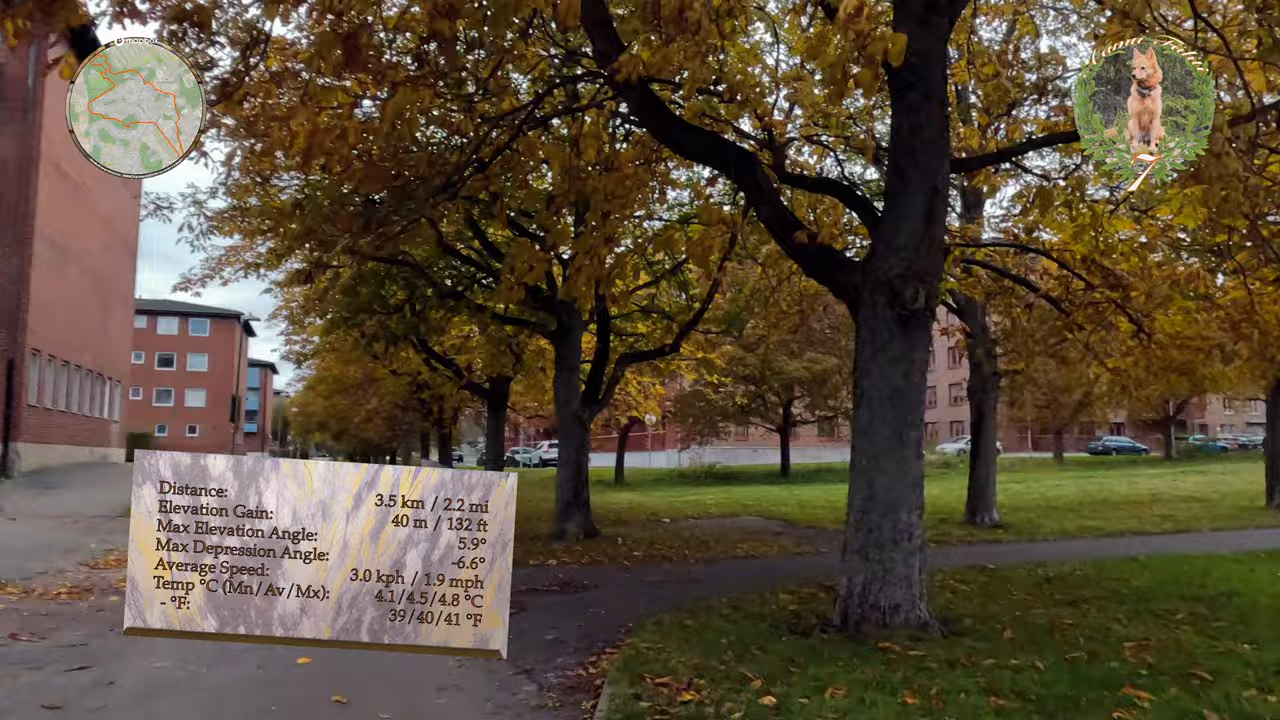 mapbox
Distance: 3.5 km / 2.2 mi
Elevation Gain: 40 m / 132 ft
Max Elevation Angle: 5.9°
Max Depression Angle: -6.6°
Average Speed: 3.0 kph / 1.9 mph
Temp °C (Mn/Av/Mx): 4.1/4.5/4.8 °C
- °F: 39/40/41 °F
7